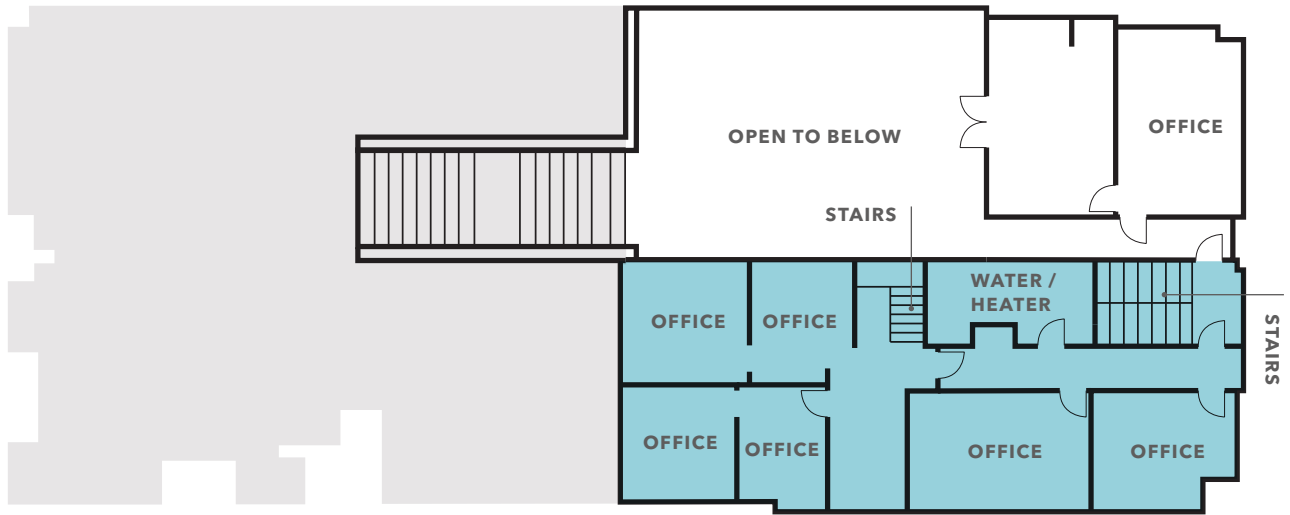 OFFICE
OPEN TO BELOW
STAIRS
WATER /
HEATER
OFFICE
OFFICE
STAIRS
OFFICE
OFFICE
OFFICE
OFFICE